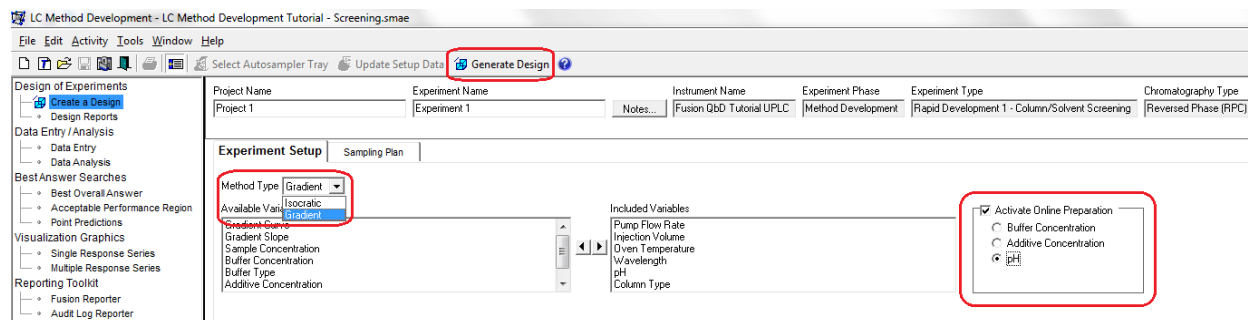 LC Method Development - LC Method Development Tutorial - Screening.smae
File Edit Activity Tools Window Help
Select Autosampler Tray Update Setup Data Generate Design
Design of Experiments
Create a Design
Design Reports
Data Entry / Analysis
Data Entry
Data Analysis
Best Answer Searches
Best Overall Answer
Acceptable Performance Region
Point Predictions
Visualization Graphics
Single Response Series
Multiple Response Series
Reporting Toolkit
Fusion Reporter
Audit Log Reporter
Project Name Experiment Name Instrument Name Experiment Phase Experiment Type Chromatography Type
Project 1 Experiment 1 Notes... Fusion QbD Tutorial UPLC Method Development Rapid Development 1 - Column/Solvent Screening Reversed Phase (RPC)
Experiment Setup Sampling Plan
Method Type Gradient
Isocratic
Gradient
Available Vari
Gradient Slope
Sample Concentration
Buffer Concentration
Buffer Type
Additive Concentration
Included Variables
Pump Flow Rate
Injection Volume
Oven Temperature
Wavelength
pH
Column Type
Activate Online Preparation
Buffer Concentration
Additive Concentration
pH